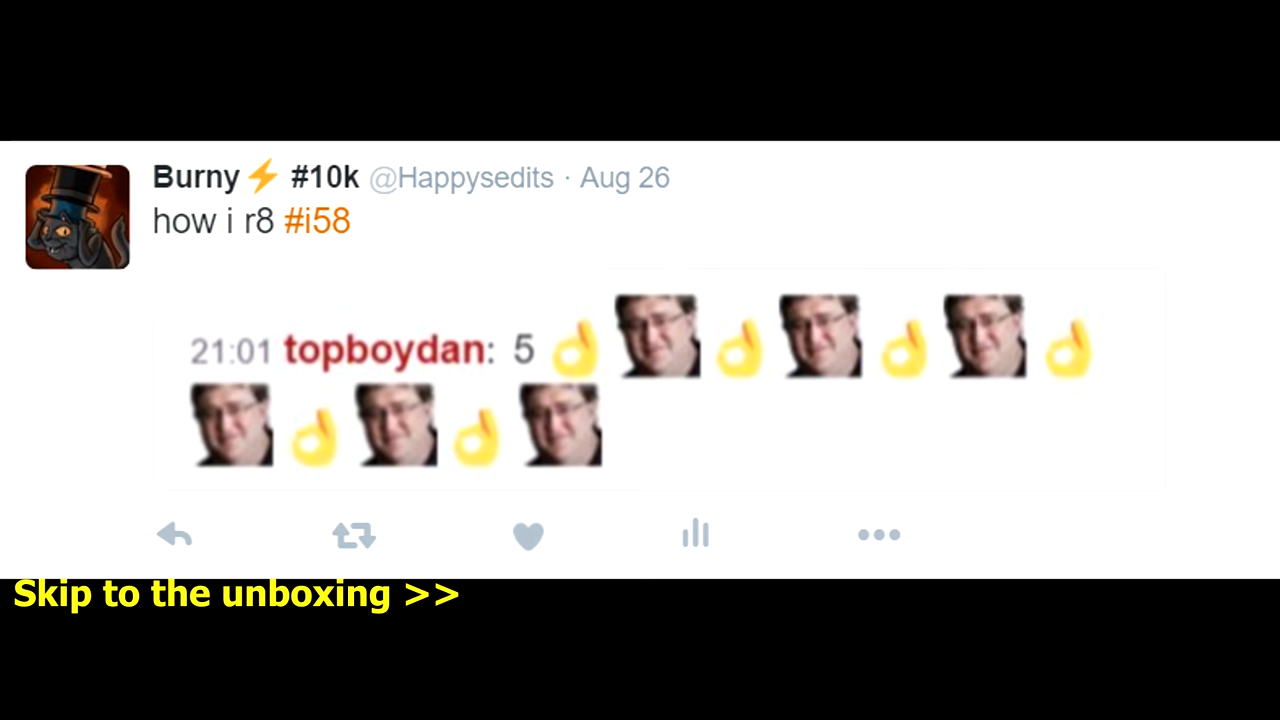 Burny⚡ #10k @Happysedits · Aug 26
how i r8 #i58
21:01 topboydan: 5 👌 👌 👌 👌
👌 👌
Skip to the unboxing >>